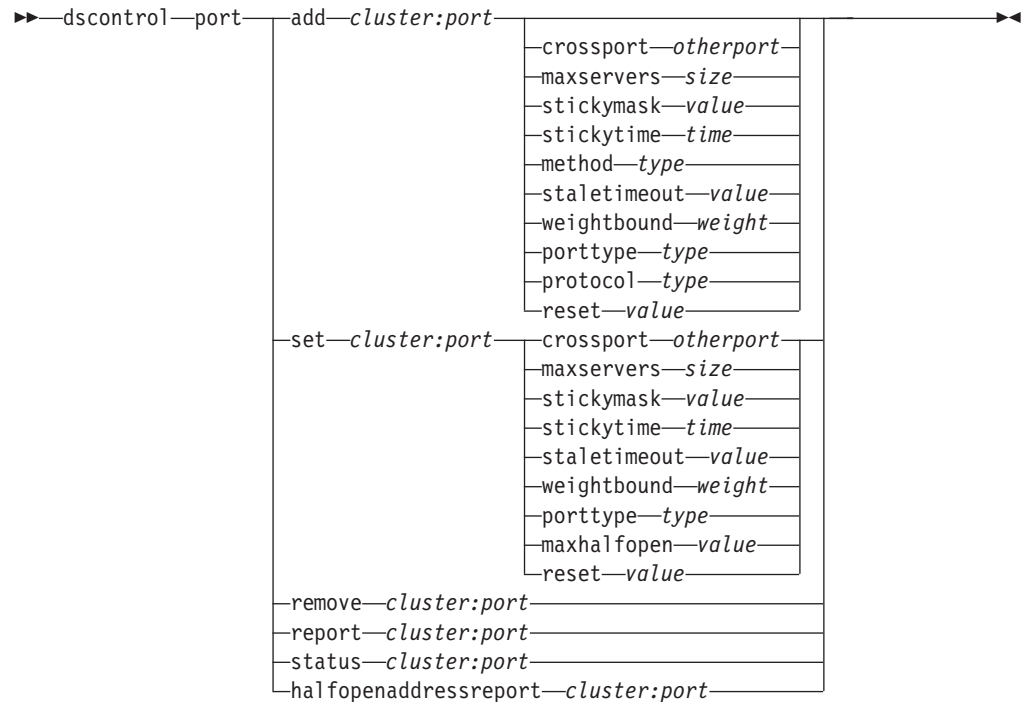 dscontrol port add cluster:port
crossport otherport
maxservers size
stickymask value
stickytime time
method type
staletimeout value
weightbound weight
porttype type
protocol type
reset value
set cluster:port crossport otherport
maxservers size
stickymask value
stickytime time
staletimeout value
weightbound weight
porttype type
maxhalfopen value
reset value
remove cluster:port
report cluster:port
status cluster:port
halfopenaddressreport cluster:port